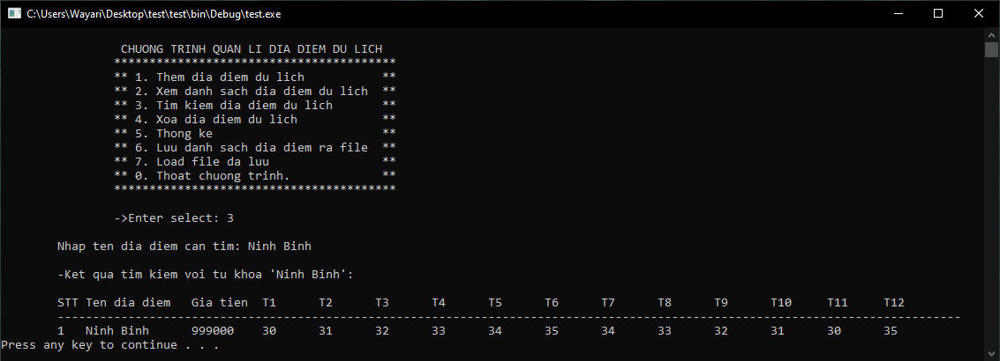 C:\Users\Wayari\Desktop\test\test\bin\Debug\test.exe
CHUONG TRINH QUAN LI DIA DIEM DU LICH
****************************************
** 1. Them dia diem du lich           **
** 2. Xem danh sach dia diem du lich  **
** 3. Tim kiem dia diem du lich       **
** 4. Xoa dia diem du lich            **
** 5. Thong ke                        **
** 6. Luu danh sach dia diem ra file  **
** 7. Load file da luu                **
** 0. Thoat chuong trinh.             **
****************************************
->Enter select: 3
Nhap ten dia diem can tim: Ninh Binh
-Ket qua tim kiem voi tu khoa 'Ninh Binh':
STT Ten dia diem   Gia tien  T1      T2      T3      T4      T5      T6      T7      T8      T9      T10     T11     T12
--------------------------------------------------------------------------------------------------------------------------------
1   Ninh Binh      999000    30      31      32      33      34      35      34      33      32      31      30      35
Press any key to continue . . .